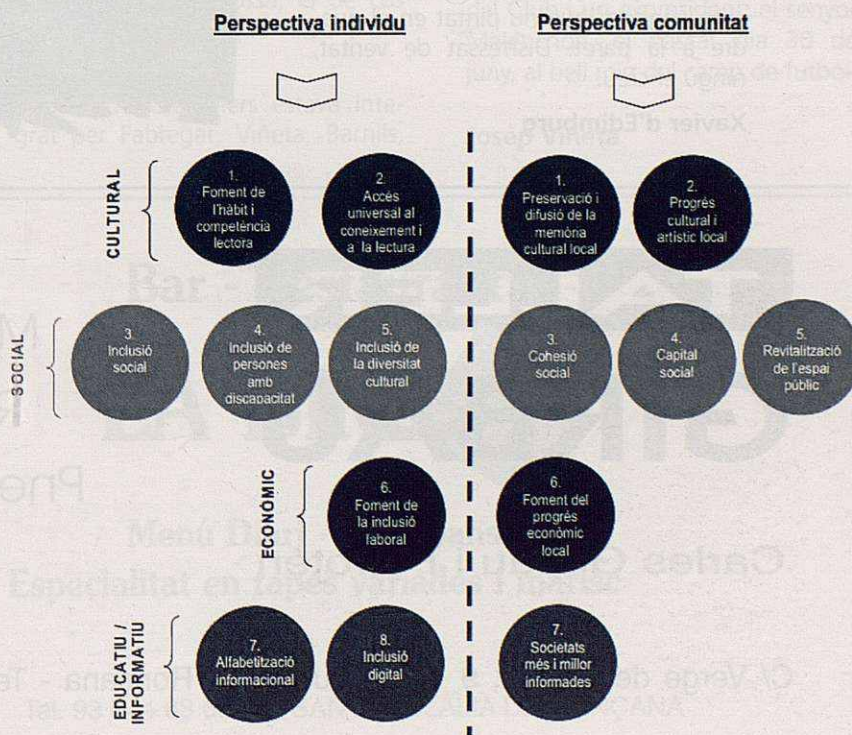 Perspectiva individu
Perspectiva comunitat
Xavier d'Edimburg
CULTURAL
1.
Foment de
l'hàbit i
competència
lectora
2.
Accès
universal al
coneixement i
a la lectura
1.
Preservació i
difusió de la
memòria
cultural local
2.
Progrés
cultural i
artístic local
SOCIAL
3.
Inclusió
social
4.
Inclusió de
persones
amb
discapacitat
5.
Inclusió de
la diversitat
cultural
3.
Cohesió
social
4.
Capital
social
5.
Revitalització
de l'espai
públic
ECONÒMIC
6.
Foment de
la inclusió
laboral
6.
Foment del
progrés
econòmic
local
EDUCATIU /
INFORMATIU
7.
Alfabetització
informacional
8.
Inclusió
digital
7.
Societats
més i millor
informades